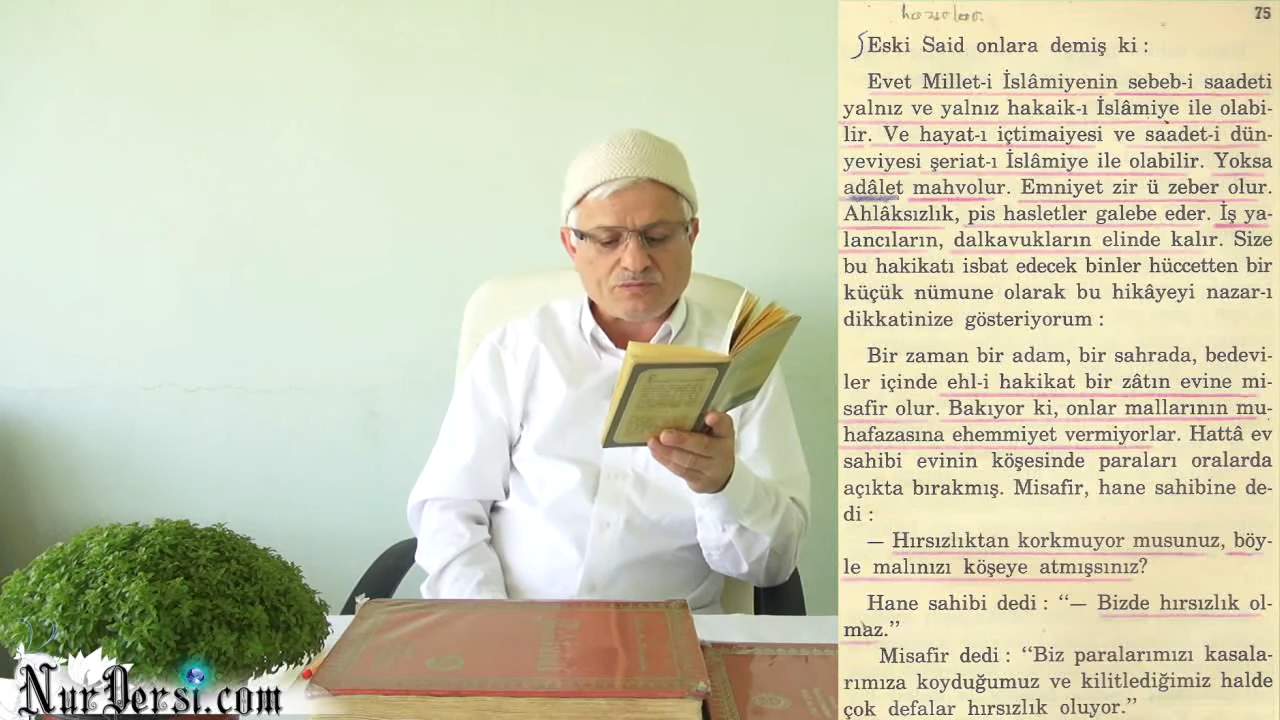 hazırlar.
75
Eski Said onlara demiş ki :
Evet Millet-i İslâmiyenin sebeb-i saadeti
yalnız ve yalnız hakaik-ı İslâmiye ile olabi-
lir. Ve hayat-ı içtimaiyesi ve saadet-i dün-
yeviyesi şeriat-ı İslâmiye ile olabilir. Yoksa
adâlet mahvolur. Emniyet zir ü zeber olur.
Ahlâksızlık, pis hasletler galebe eder. İş ya-
lancıların, dalkavukların elinde kalır. Size
bu hakikatı isbat edecek binler hüccetten bir
küçük nümune olarak bu hikâyeyi nazar-ı
dikkatinize gösteriyorum :
Bir zaman bir adam, bir sahrada, bedevi-
ler içinde ehl-i hakikat bir zâtın evine mi-
safir olur. Bakıyor ki, onlar mallarının mu-
hafazasına ehemmiyet vermiyorlar. Hattâ ev
sahibi evinin köşesinde paraları oralarda
açıkta bırakmış. Misafir, hane sahibine de-
di :
— Hırsızlıktan korkmuyor musunuz, böy-
le malınızı köşeye atmışsınız?
Hane sahibi dedi : “— Bizde hırsızlık ol-
maz.”
Misafir dedi : “Biz paralarımızı kasala-
rımıza koyduğumuz ve kilitlediğimiz halde
çok defalar hırsızlık oluyor.”
NurDersi.com